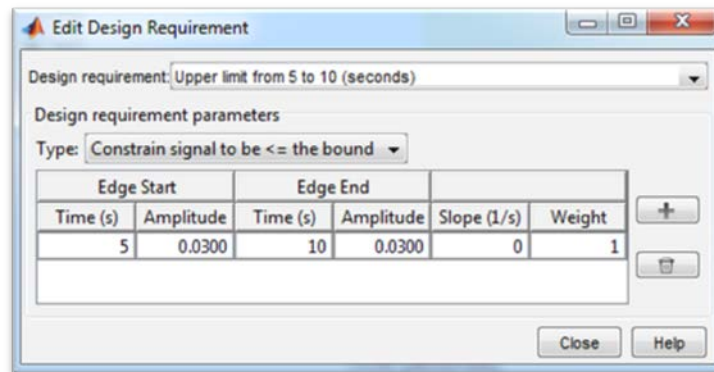 Edit Design Requirement
Design requirement: Upper limit from 5 to 10 (seconds)
Design requirement parameters
Type: Constrain signal to be <= the bound
Edge Start Edge End
Time (s) Amplitude Time (s) Amplitude Slope (1/s) Weight
5 0.0300 10 0.0300 0 1
Close Help